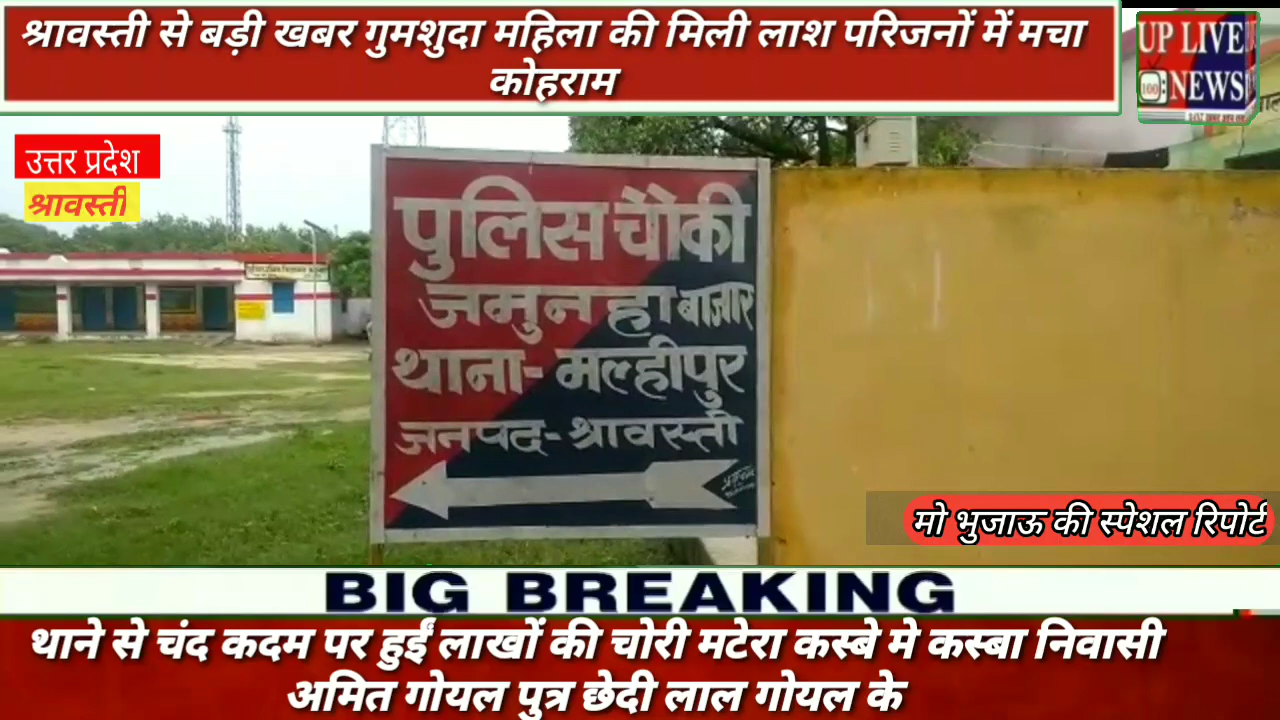 श्रावस्ती से बड़ी खबर गुमशुदा महिला की मिली लाश परिजनों में मचा
कोहराम
UP LIVE
100 NEWS
उत्तर प्रदेश
श्रावस्ती
पुलिस चौकी
जमुनहा बाजार
थाना-मल्हीपुर
जनपद-श्रावस्ती
मो भुजाऊ की स्पेशल रिपोर्ट
BIG BREAKING
थाने से चंद कदम पर हुईं लाखों की चोरी मटेरा कस्बे मे कस्बा निवासी
अमित गोयल पुत्र छेदी लाल गोयल के